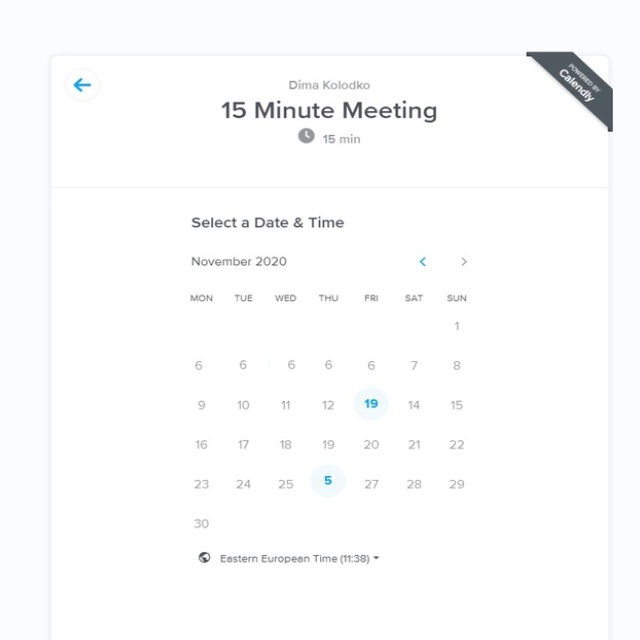 POWERED BY
Calendly
Dima Kolodko
15 Minute Meeting
15 min
Select a Date & Time
November 2020
MON TUE WED THU FRI SAT SUN
1
6 6 6 6 6 7 8
9 10 11 12 19 14 15
16 17 18 19 20 21 22
23 24 25 5 27 28 29
30
Eastern European Time (11:38)